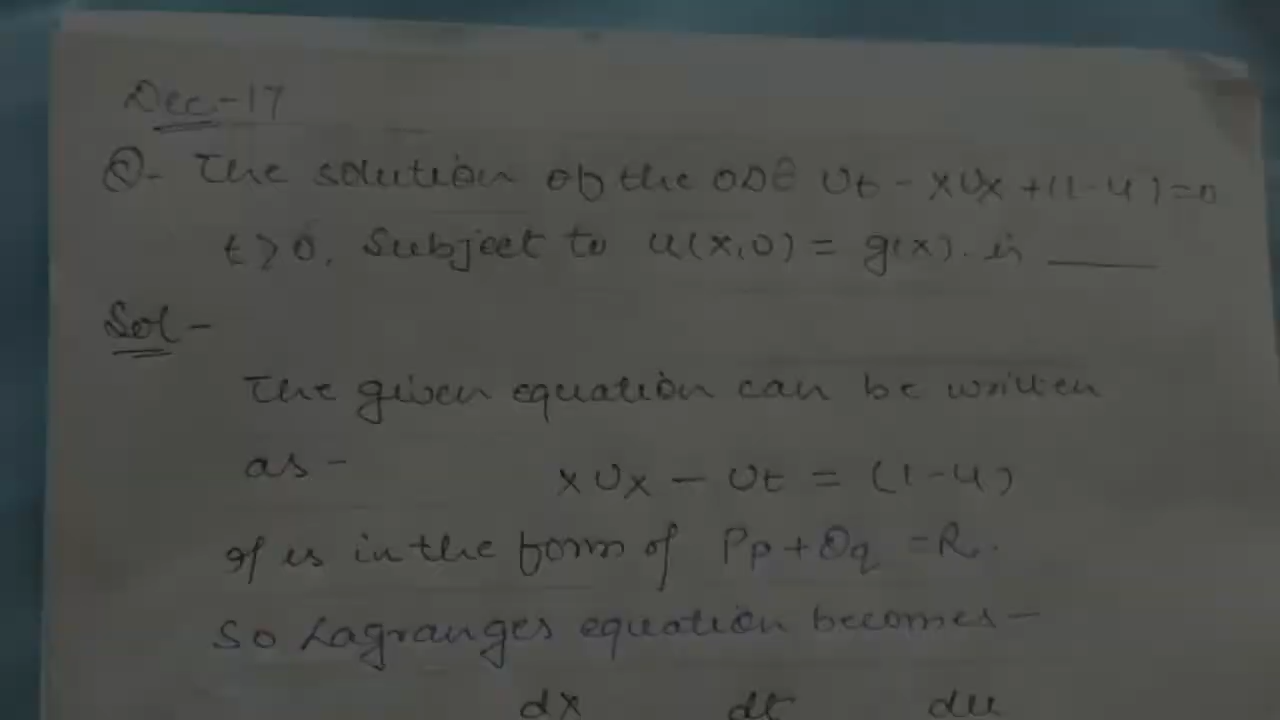 Dec-17
Q- The solution of the ODE Ut - xUx + (1-u) = 0
t>0, Subject to u(x,0) = g(x). is ____
Sol -
The given equation can be written
as - xUx - Ut = (1-u)
of is in the form of Pp + Qq = R.
So Lagranges equation becomes -
dx dt du